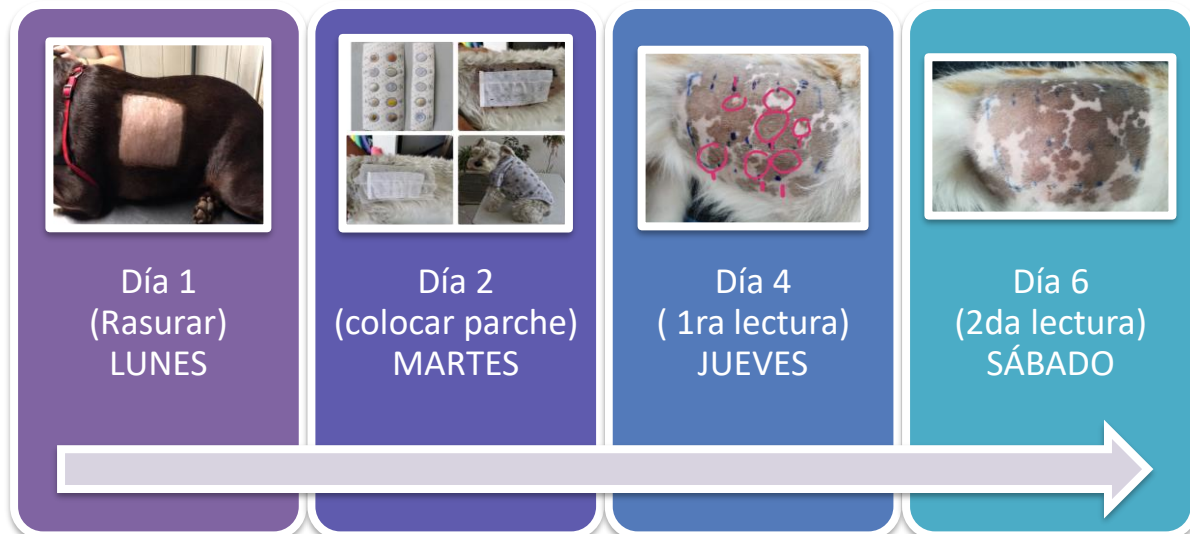 Día 1
(Rasurar)
LUNES
Día 2
(colocar parche)
MARTES
Día 4
( 1ra lectura)
JUEVES
Día 6
(2da lectura)
SÁBADO